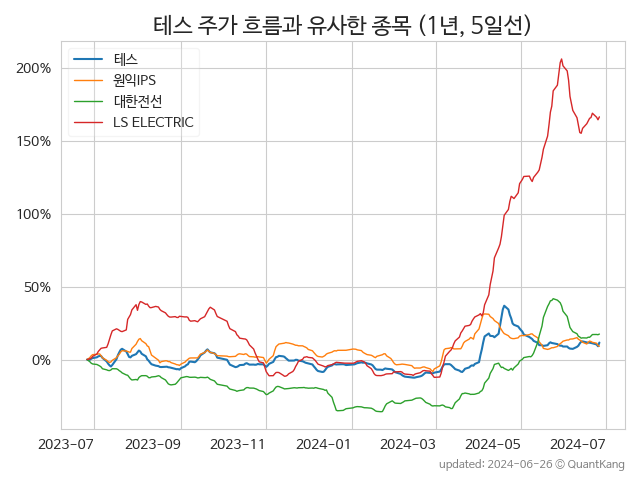 테스 주가 흐름과 유사한 종목 (1년, 5일선)
테스
원익IPS
대한전선
LS ELECTRIC
200%
150%
100%
50%
0%
2023-07 2023-09 2023-11 2024-01 2024-03 2024-05 2024-07
updated: 2024-06-26 © QuantKang